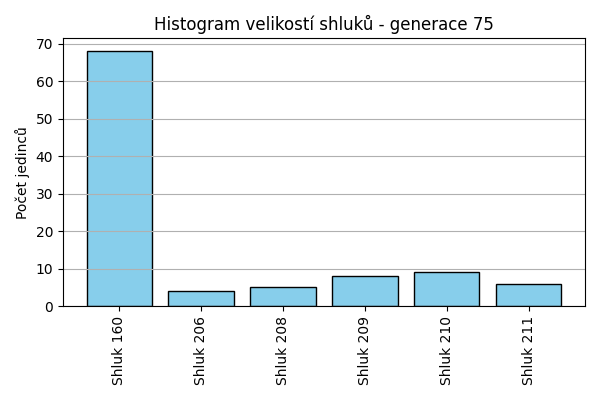 Histogram velikostí shluků - generace 75
Počet jedinců
70
60
50
40
30
20
10
0
Shluk 160
Shluk 206
Shluk 208
Shluk 209
Shluk 210
Shluk 211